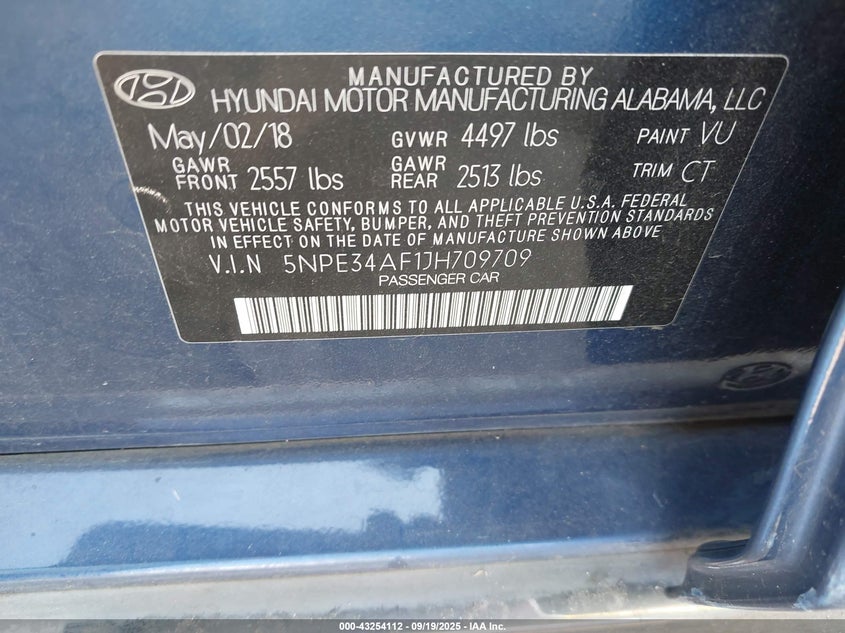 MANUFACTURED BY
HYUNDAI MOTOR MANUFACTURING ALABAMA, LLC
May/02/18 GVWR 4497 lbs PAINT VU
GAWR FRONT 2557 lbs GAWR REAR 2513 lbs TRIM CT
THIS VEHICLE CONFORMS TO ALL APPLICABLE U.S.A. FEDERAL
MOTOR VEHICLE SAFETY, BUMPER, AND THEFT PREVENTION STANDARDS
IN EFFECT ON THE DATE OF MANUFACTURE SHOWN ABOVE.
V.I.N 5NPE34AF1JH709709
PASSENGER CAR
000-43254112 - 09/19/2025 - IAA Inc.